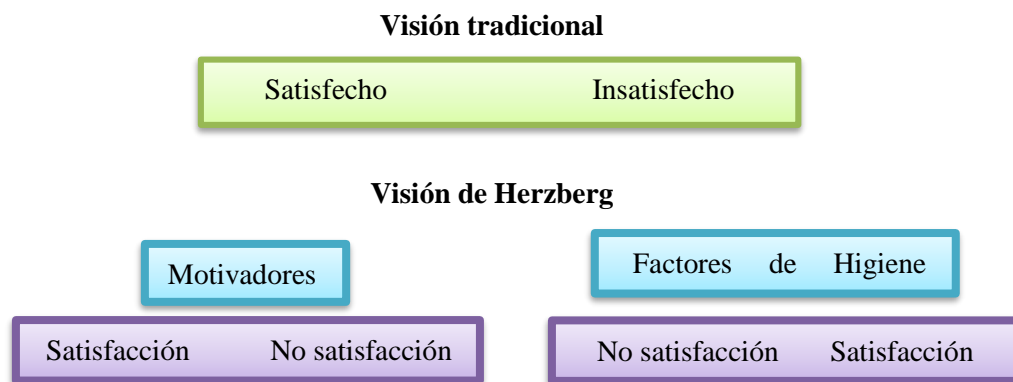 Visión tradicional
Satisfecho Insatisfecho
Visión de Herzberg
Motivadores
Factores de Higiene
Satisfacción No satisfacción
No satisfacción Satisfacción